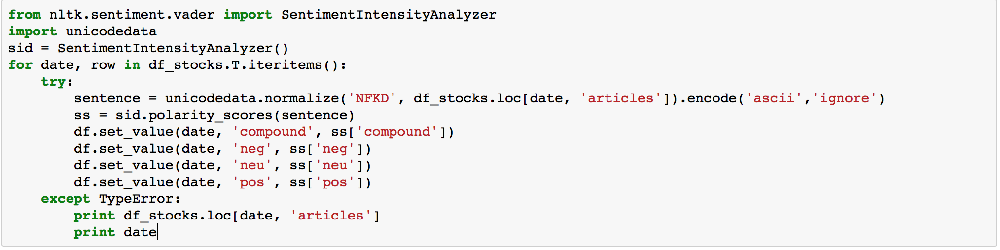 from nltk.sentiment.vader import SentimentIntensityAnalyzer
import unicodedata
sid = SentimentIntensityAnalyzer()
for date, row in df_stocks.T.iteritems():
    try:
        sentence = unicodedata.normalize('NFKD', df_stocks.loc[date, 'articles']).encode('ascii','ignore')
        ss = sid.polarity_scores(sentence)
        df.set_value(date, 'compound', ss['compound'])
        df.set_value(date, 'neg', ss['neg'])
        df.set_value(date, 'neu', ss['neu'])
        df.set_value(date, 'pos', ss['pos'])
    except TypeError:
        print df_stocks.loc[date, 'articles']
        print date